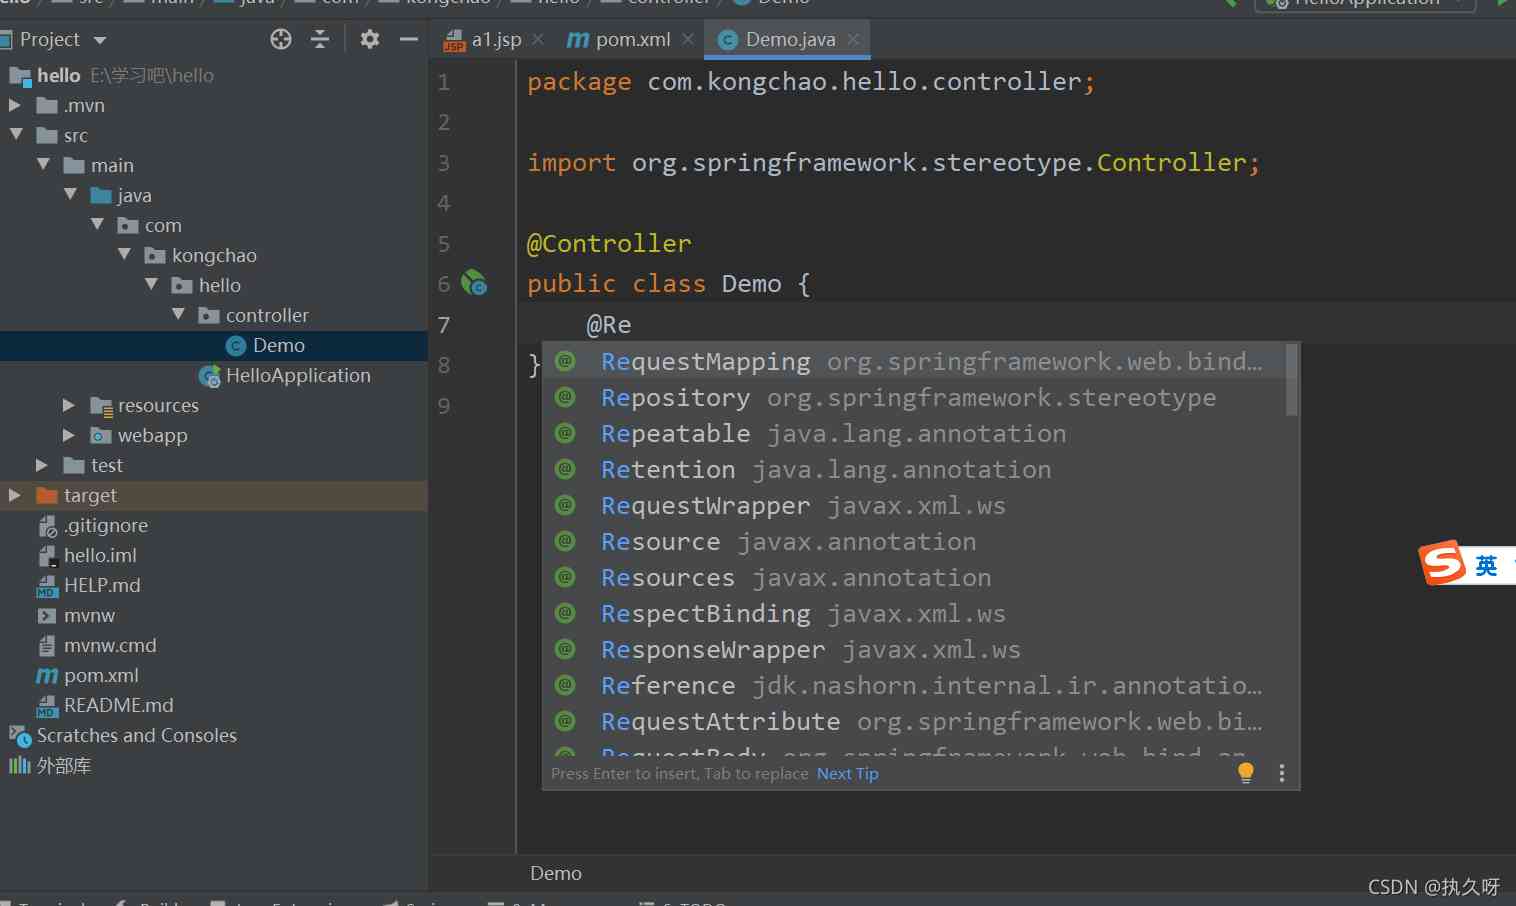 Project
hello E:\学习吧\hello
.mvn
src
main
java
com
kongchao
hello
controller
Demo
HelloApplication
resources
webapp
test
target
.gitignore
hello.iml
HELP.md
mvnw
mvnw.cmd
pom.xml
README.md
Scratches and Consoles
外部库
a1.jsp
pom.xml
Demo.java
1 package com.kongchao.hello.controller;
2
3 import org.springframework.stereotype.Controller;
4
5 @Controller
6 public class Demo {
7 @Re
8 }
9
RequestMapping org.springframework.web.bind…
Repository org.springframework.stereotype
Repeatable java.lang.annotation
Retention java.lang.annotation
RequestWrapper javax.xml.ws
Resource javax.annotation
Resources javax.annotation
RespectBinding javax.xml.ws
ResponseWrapper javax.xml.ws
Reference jdk.nashorn.internal.ir.annotatio…
RequestAttribute org.springframework.web.bi…
Press Enter to insert, Tab to replace Next Tip
英
Demo
CSDN @执久呀